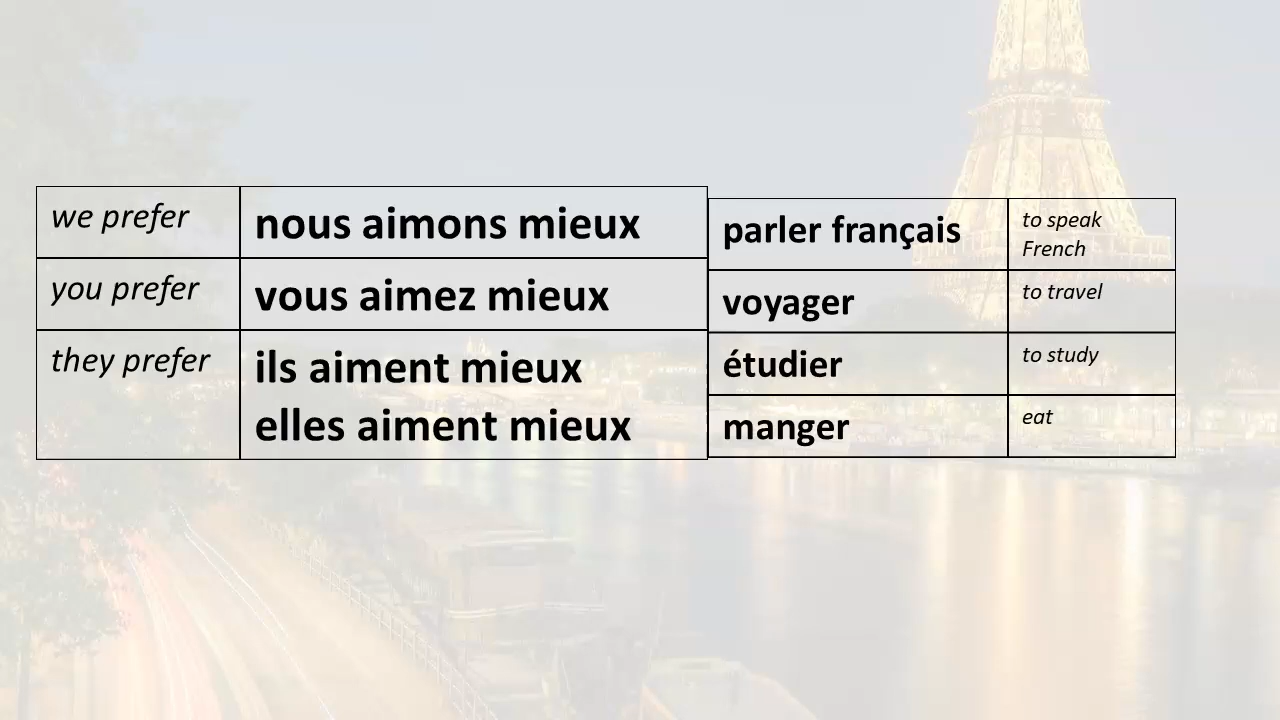 we prefer
nous aimons mieux
you prefer
vous aimez mieux
they prefer
ils aiment mieux
elles aiment mieux
parler français
to speak
French
voyager
to travel
étudier
to study
manger
eat